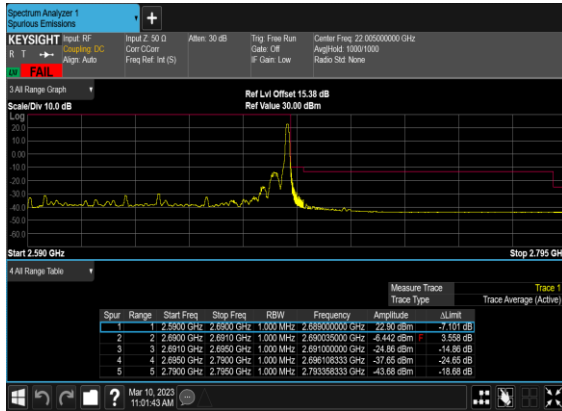 Spectrum Analyzer 1
Spurious Emissions
+
KEYSIGHT
R T
LV FAIL
Input: RF
Coupling: DC
Align: Auto
Input Z: 50 Ω
Corr CCorr
Freq Ref: Int (S)
Atten: 30 dB
Trig: Free Run
Gate: Off
IF Gain: Low
Center Freq: 22.005000000 GHz
Avg|Hold: 1000/1000
Radio Std: None
3 All Range Graph
Scale/Div 10.0 dB
Ref Lvl Offset 15.38 dB
Ref Value 30.00 dBm
Log
20.0
10.0
0.00
-10.0
-20.0
-30.0
-40.0
-50.0
-60.0
Start 2.590 GHz
Stop 2.795 GH
4 All Range Table
Measure Trace Trace 1
Trace Type Trace Average (Active)
Spur Range Start Freq Stop Freq RBW Frequency Amplitude ΔLimit
1 1 2.5900 GHz 2.6900 GHz 1.000 MHz 2.689000000 GHz 22.90 dBm -7.101 dB
2 2 2.6900 GHz 2.6910 GHz 1.000 MHz 2.690035000 GHz -6.442 dBm F 3.558 dB
3 3 2.6910 GHz 2.6950 GHz 1.000 MHz 2.691000000 GHz -24.86 dBm -14.86 dB
4 4 2.6950 GHz 2.7900 GHz 1.000 MHz 2.696108333 GHz -37.65 dBm -24.65 dB
5 5 2.7900 GHz 2.7950 GHz 1.000 MHz 2.793358333 GHz -43.68 dBm -18.68 dB
?
Mar 10, 2023
11:01:43 AM